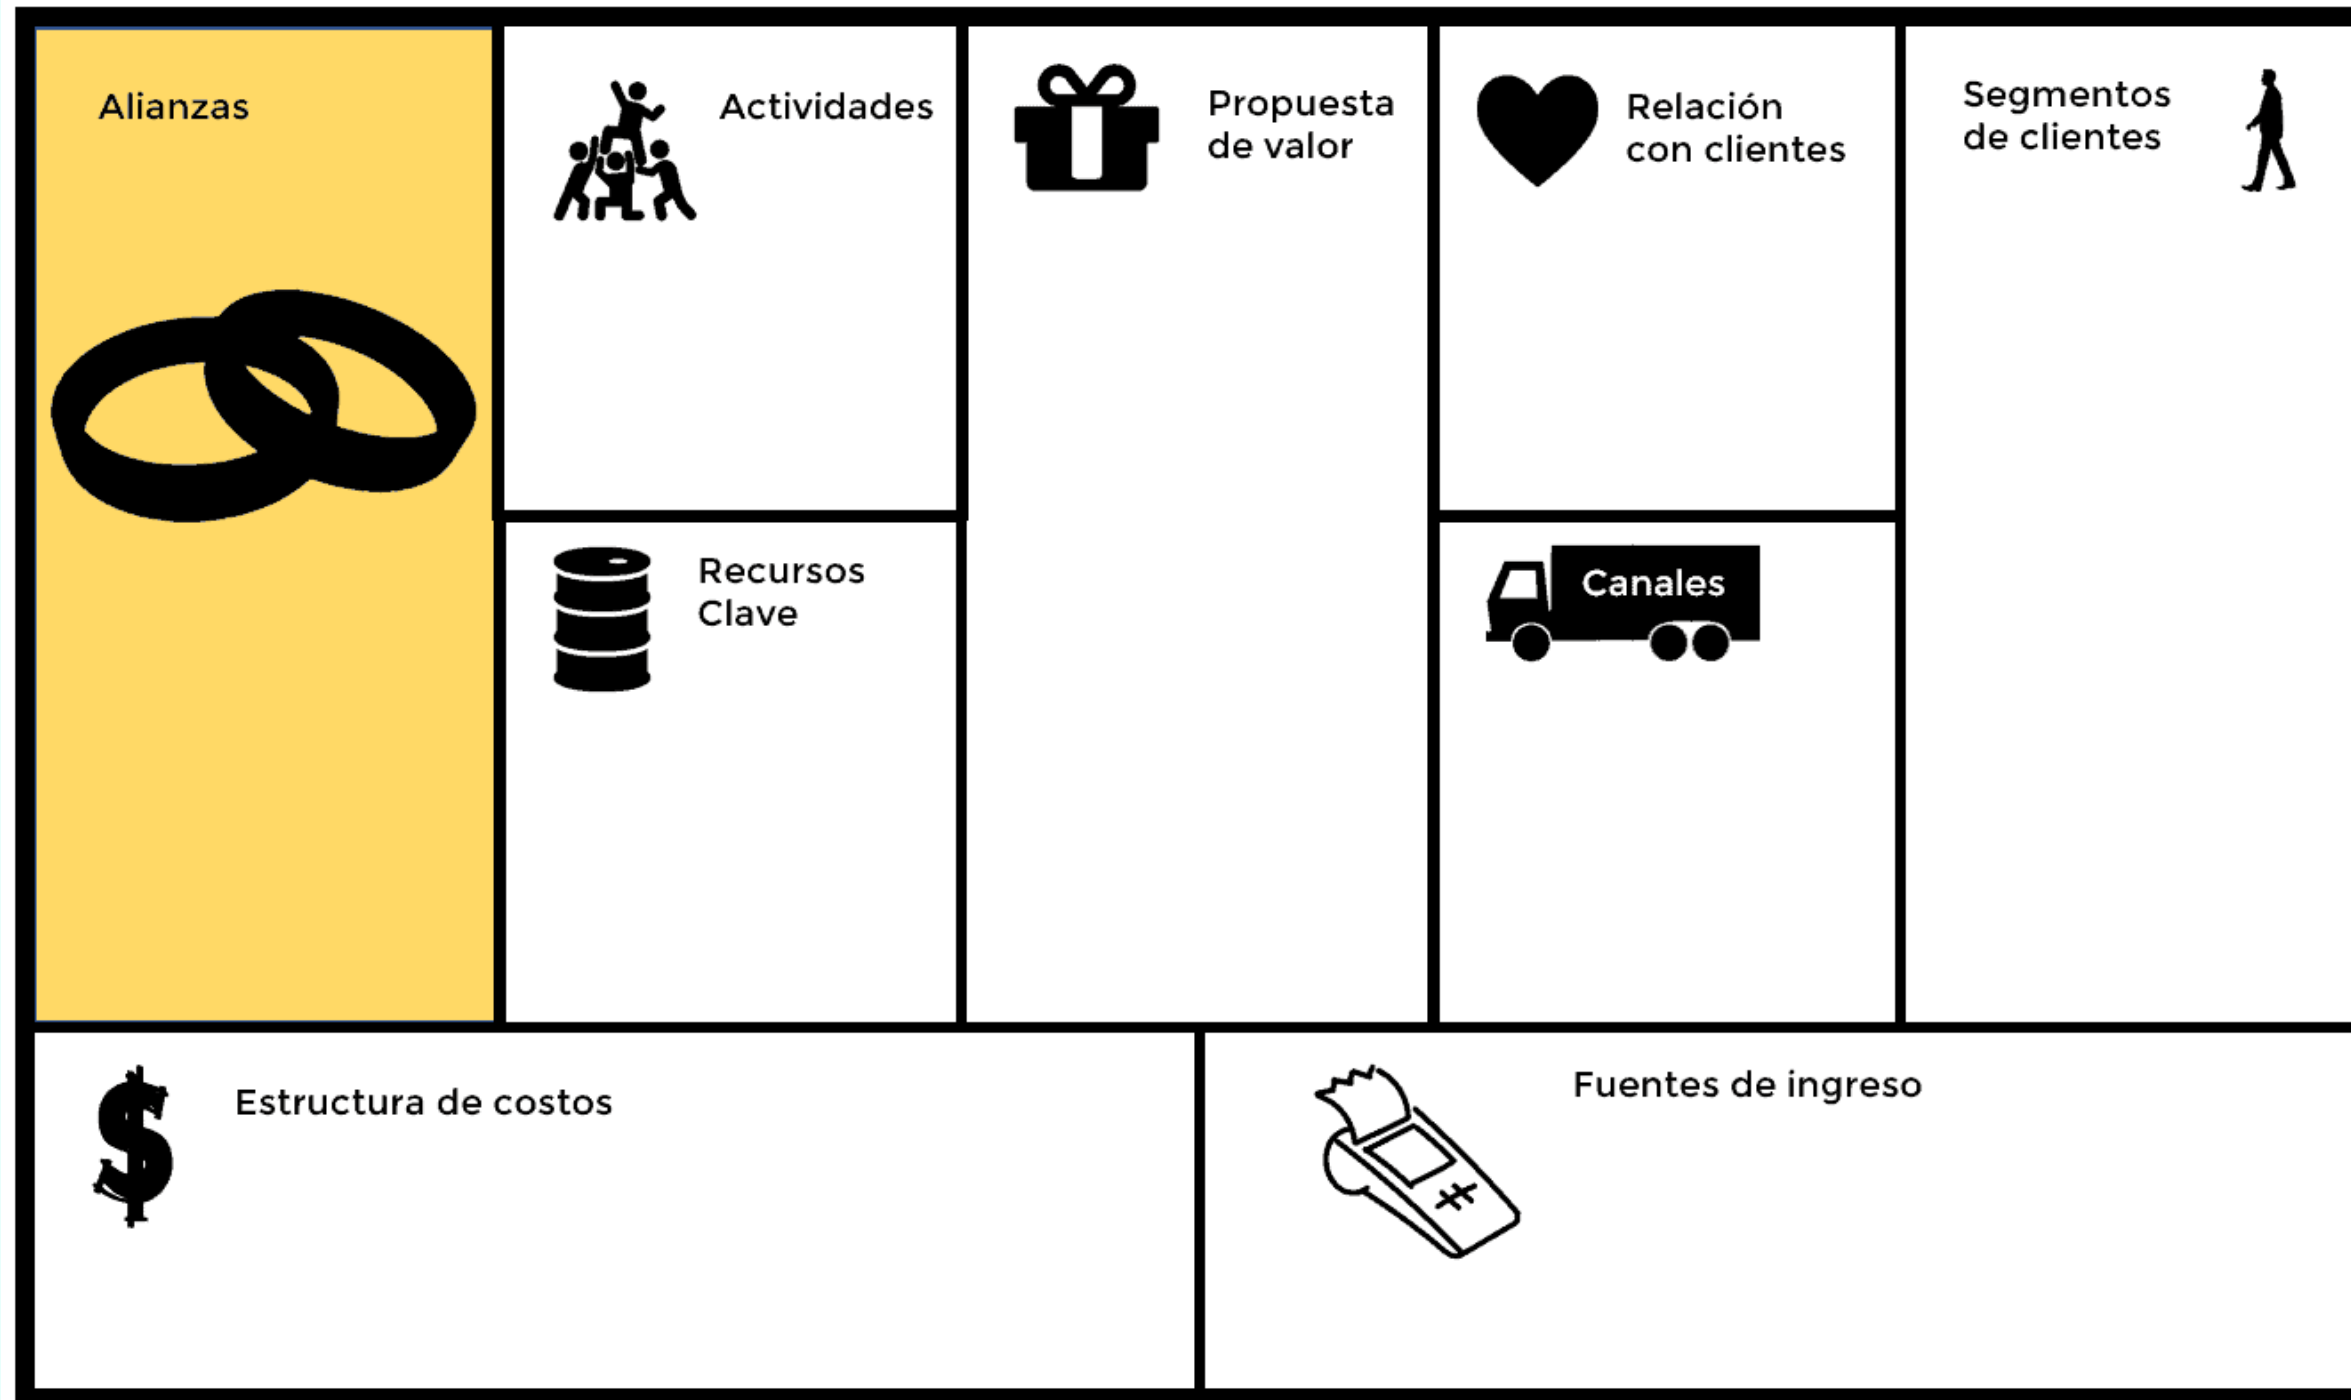 Alianzas
Actividades
Propuesta
de valor
Relación
con clientes
Segmentos
de clientes
Recursos
Clave
Canales
Estructura de costos
Fuentes de ingreso